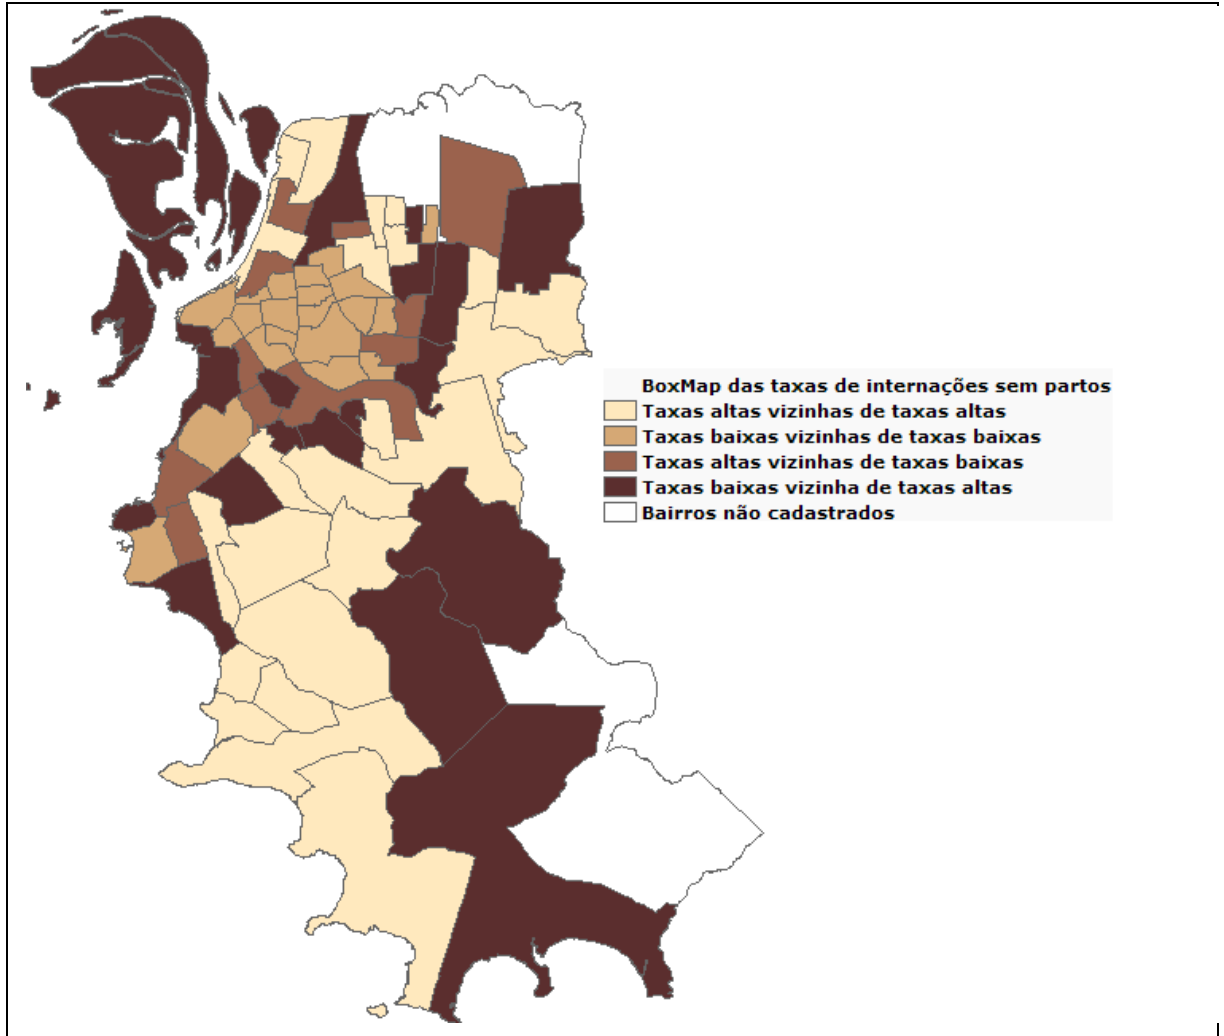 BoxMap das taxas de internações sem partos
Taxas altas vizinhas de taxas altas
Taxas baixas vizinhas de taxas baixas
Taxas altas vizinhas de taxas baixas
Taxas baixas vizinha de taxas altas
Bairros não cadastrados